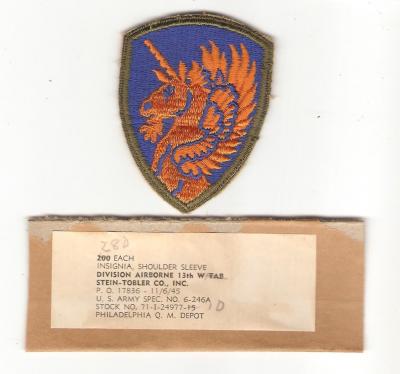 28D
200 EACH
INSIGNIA, SHOULDER SLEEVE
DIVISION AIRBORNE 13th W/TAB
STEIN-TOBLER CO., INC.
P. O. 17836 - 11/6/45
U. S. ARMY SPEC. NO. 6-246A
STOCK NO. 71-I-24977-15 1D
PHILADELPHIA Q. M. DEPOT